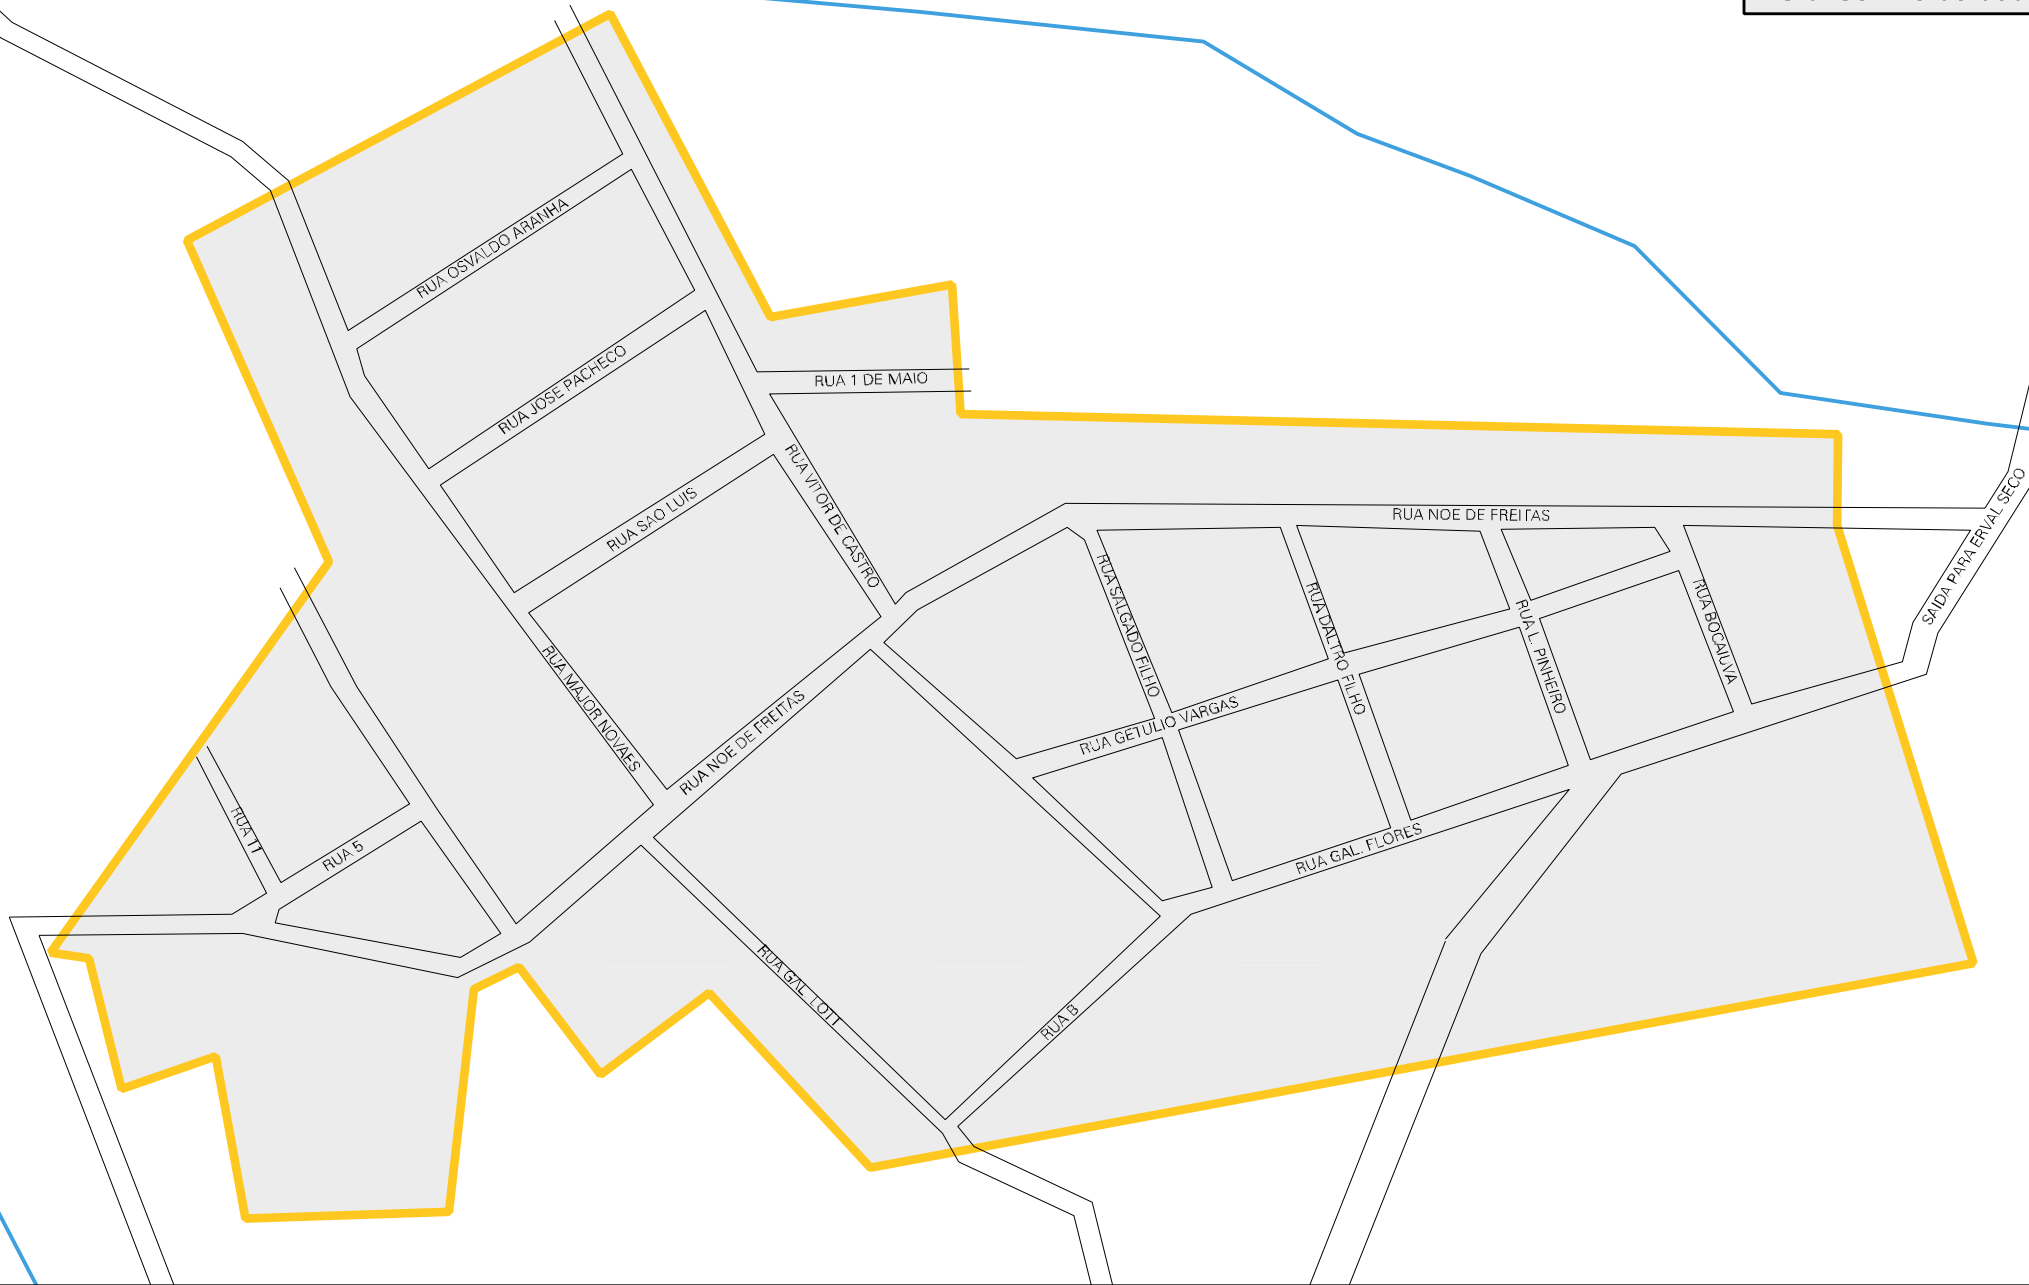 RUA OSVALDO ARANHA
RUA JOSE PACHECO
RUA 1 DE MAIO
RUA SAO LUIS
RUA VITOR DE CASTRO
RUA NOE DE FREITAS
SAIDA PARA ERVAL SECO
RUA SALGADO FILHO
RUA DALTRO FILHO
RUA L. PINHEIRO
RUA BOCAIUVA
RUA MAJOR NOVAES
RUA NOE DE FREITAS
RUA GETULIO VARGAS
RUA 11
RUA 5
RUA GAL. FLORES
RUA GAL. LOTT
RUA B